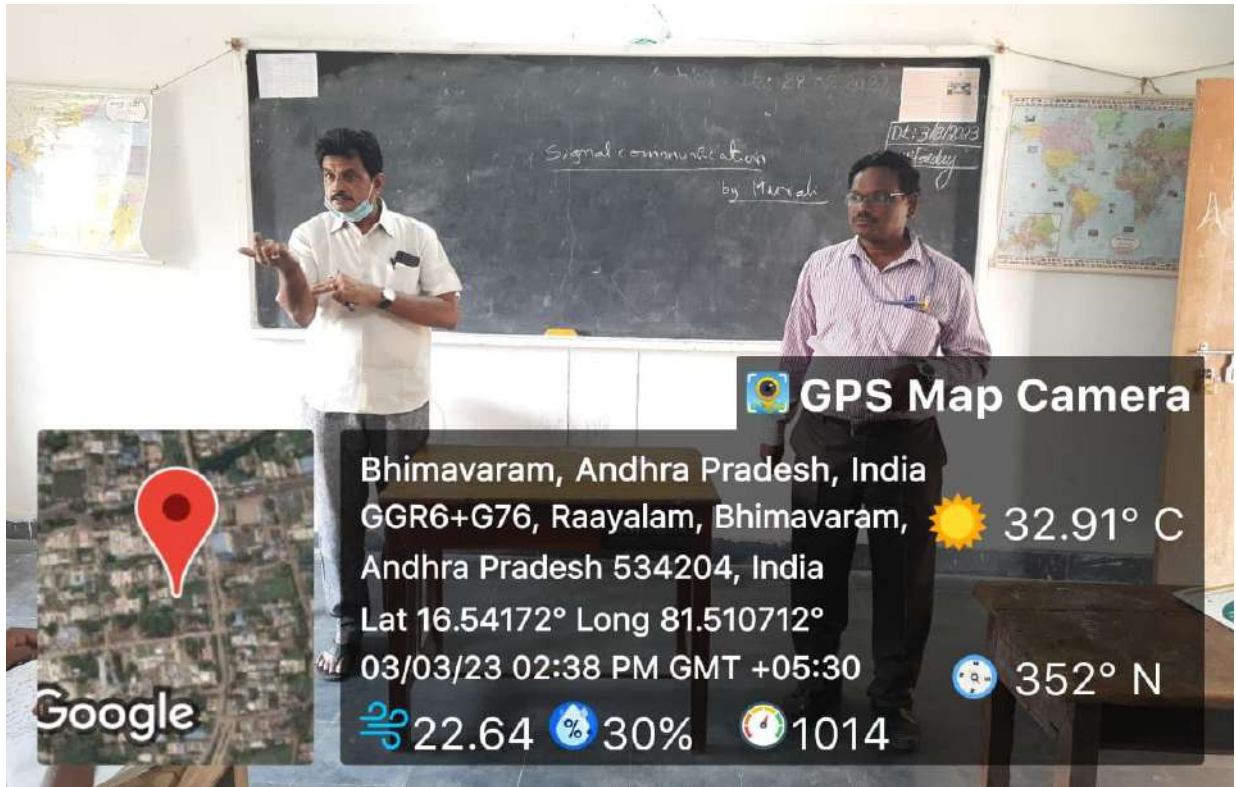 Dt: 3/3/2023
Signal communication
by
GPS Map Camera
Bhimavaram, Andhra Pradesh, India
GGR6+G76, Raayalam, Bhimavaram,
Andhra Pradesh 534204, India
Lat 16.54172° Long 81.510712°
03/03/23 02:38 PM GMT +05:30
22.64 30% 1014
32.91° C
352° N
Google